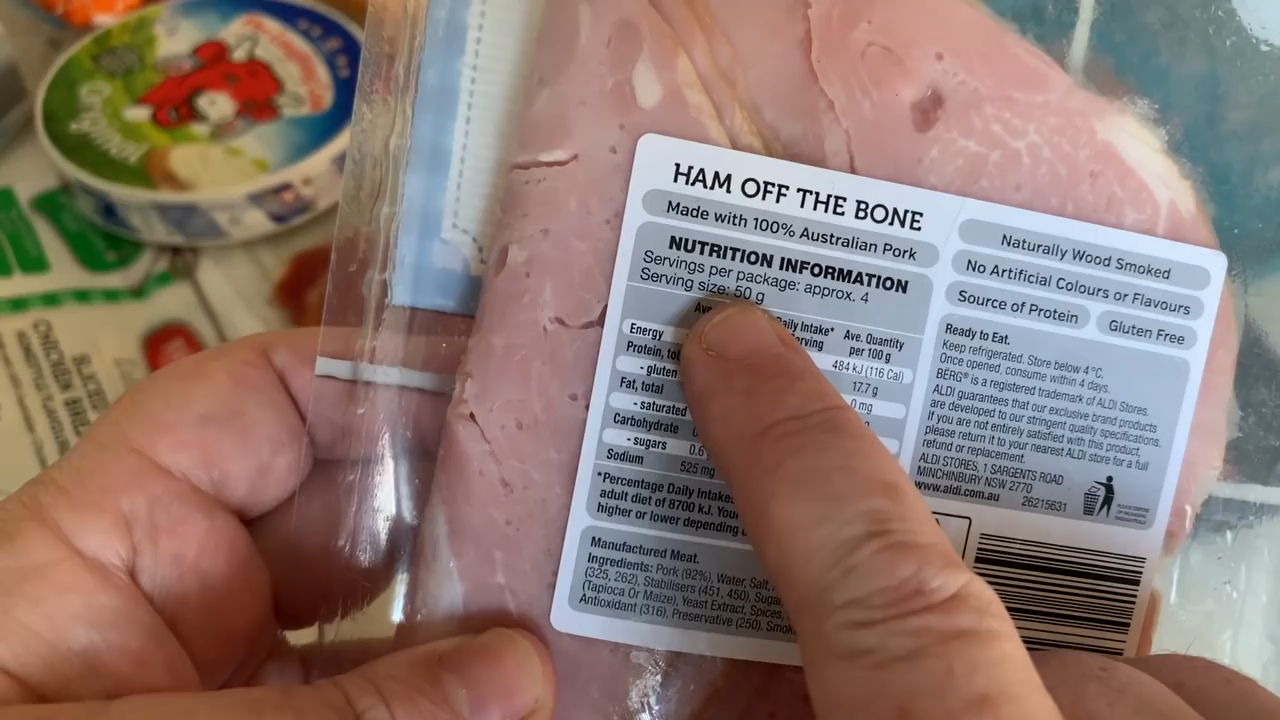 HAM OFF THE BONE
Made with 100% Australian Pork
NUTRITION INFORMATION
Servings per package: approx. 4
Serving size: 50 g
Daily Intake* Ave. Quantity
per 100 g
Energy 484 kJ (116 Cal)
Protein, 17.7 g
- gluten 0 mg
Fat, total
- saturated
Carbohydrate
- sugars 0.6
Sodium 525 mg
*Percentage Daily Intakes
adult diet of 8700 kJ.
higher or lower depending
Manufactured Meat.
Ingredients: Pork (92%), Water, Salt,
(325, 262), Stabilisers (451, 450), Sugar,
(Tapioca Or Maize), Yeast Extract, Spices,
Antioxidant (316), Preservative (250).
Naturally Wood Smoked
No Artificial Colours or Flavours
Source of Protein
Gluten Free
Ready to Eat.
Keep refrigerated. Store below 4 °C.
Once opened, consume within 4 days.
BERG® is a registered trademark of ALDI Stores.
ALDI guarantees that our exclusive brand products
are developed to our stringent quality specifications.
If you are not entirely satisfied with this product,
please return it to your nearest ALDI store for a full
refund or replacement.
ALDI STORES, 1 SARGENTS ROAD
MINCHINBURY NSW 2770
www.aldi.com.au 26215631
SLICED
CHICKEN BREAST